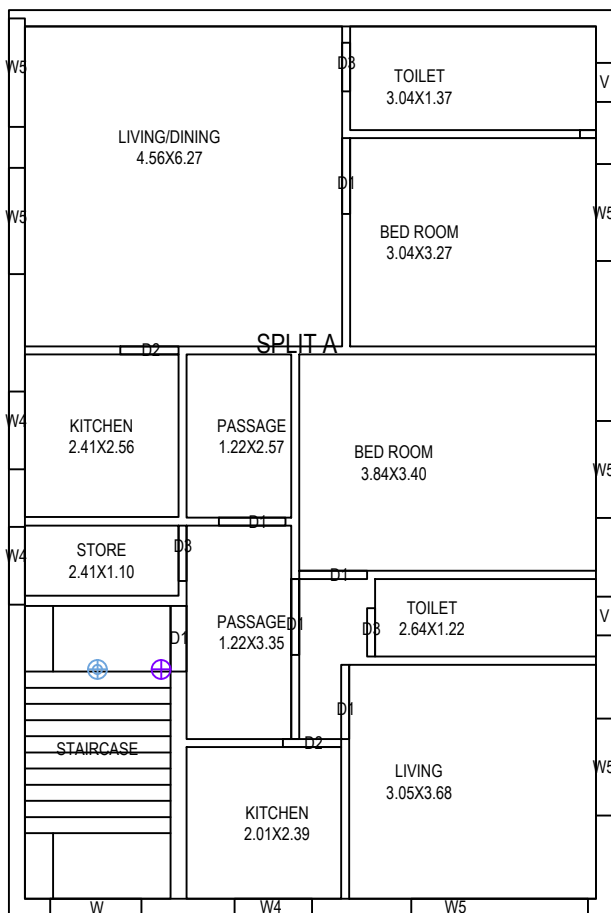 W5
D3
TOILET
3.04X1.37
V
LIVING/DINING
4.56X6.27
W5
D1
BED ROOM
3.04X3.27
W5
SPLIT A
D2
W4
KITCHEN
2.41X2.56
PASSAGE
1.22X2.57
BED ROOM
3.84X3.40
W5
D1
W4
STORE
2.41X1.10
D3
D1
TOILET
2.64X1.22
V
D1
PASSAGE
1.22X3.35
D1
D3
D1
STAIRCASE
D2
LIVING
3.05X3.68
W5
KITCHEN
2.01X2.39
W
W4
W5